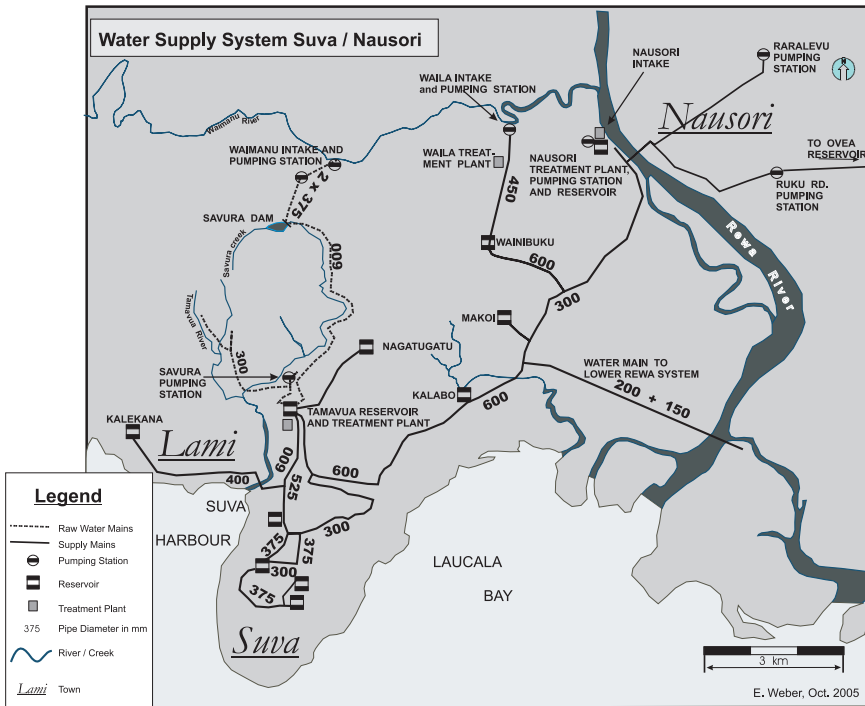 Water Supply System Suva / Nausori
RARALEVU
PUMPING
STATION
N
NAUSORI
INTAKE
WAILA INTAKE
and PUMPING STATION
Nausori
Waimanu
River
WAIMANU INTAKE AND
PUMPING STATION
WAILA TREAT-
MENT PLANT
TO OVEA
RESERVOIR
NAUSORI
TREATMENT PLANT,
PUMPING STATION
AND RESERVOIR
RUKU RD.
PUMPING
STATION
2 x 375
450
SAVURA DAM
Savura creek
600
WAINIBUKU
600
Rewa River
300
Tamavua River
MAKOI
300
NAGATUGATU
SAVURA
PUMPING
STATION
WATER MAIN TO
LOWER REWA SYSTEM
200 + 150
KALABO
600
TAMAVUA RESERVOIR
AND TREATMENT PLANT
KALEKANA
Lami
600
600
400
525
SUVA
HARBOUR
300
375
375
300
375
LAUCALA
BAY
Suva
Legend
Raw Water Mains
Supply Mains
Pumping Station
Reservoir
Treatment Plant
375 Pipe Diameter in mm
River / Creek
Lami Town
3 km
E. Weber, Oct. 2005